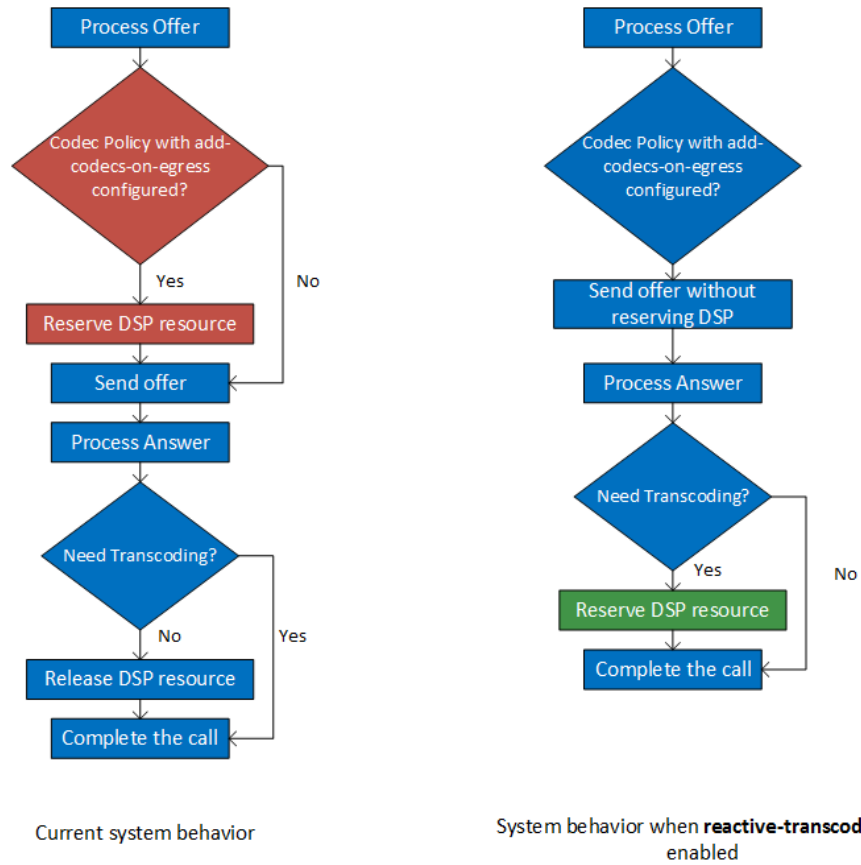 Process Offer
Codec Policy with add-
codecs-on-egress
configured?
Yes
No
Reserve DSP resource
Send offer
Process Answer
Need Transcoding?
No
Yes
Release DSP resource
Complete the call
Current system behavior
Process Offer
Codec Policy with add-
codecs-on-egress
configured?
Send offer without
reserving DSP
Process Answer
Need Transcoding?
Yes
No
Reserve DSP resource
Complete the call
System behavior when reactive-transcod
enabled